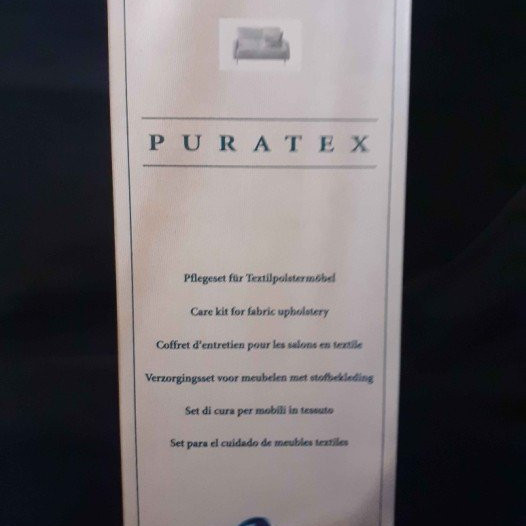 PURATEX
Pflegeset für Textilpolstermöbel
Care kit for fabric upholstery
Coffret d'entretien pour les salons en textile
Verzorgingsset voor meubelen met stofbekleding
Set di cura per mobili in tessuto
Set para el cuidado de meubles textiles